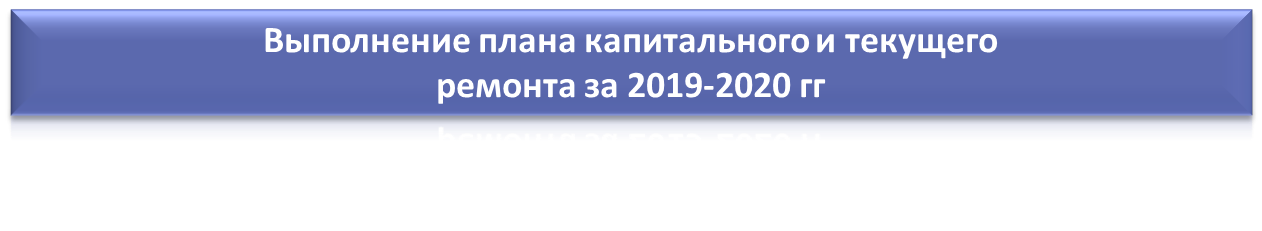 Выполнение плана капитального и текущего
ремонта за 2019-2020 гг